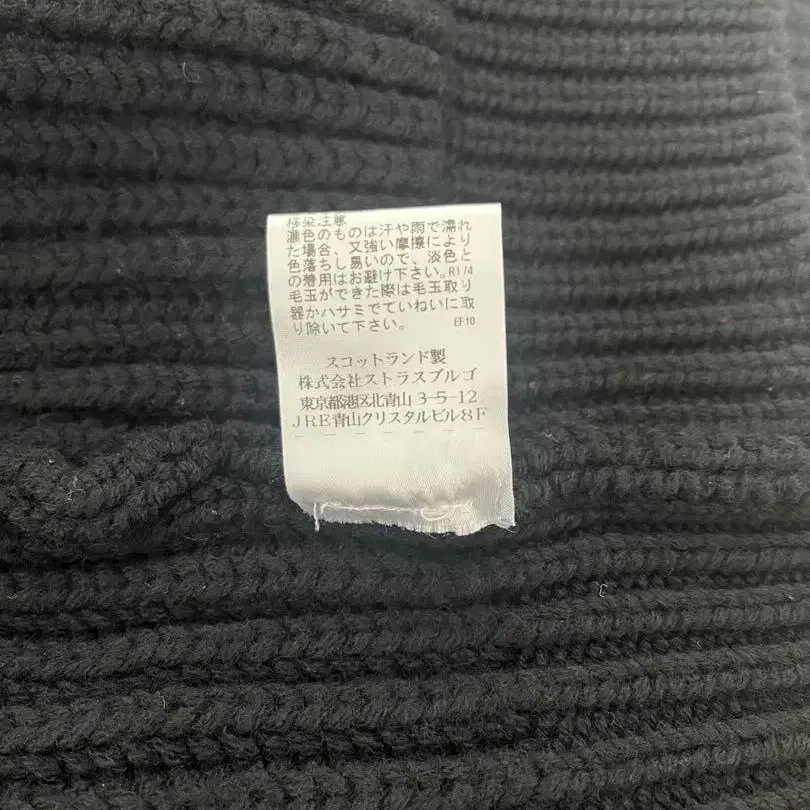 移染注意
濃色のものは汗や雨で濡れ
た場合、又強い摩擦により
色落ちし易いので、淡色と
の着用はお避け下さい。R1/4
毛玉ができた際は毛玉取り
器かハサミでていねいに取
り除いて下さい。 EF10
スコットランド製
株式会社ストラスブルゴ
東京都港区北青山 3-5-12
JRE青山クリスタルビル8F